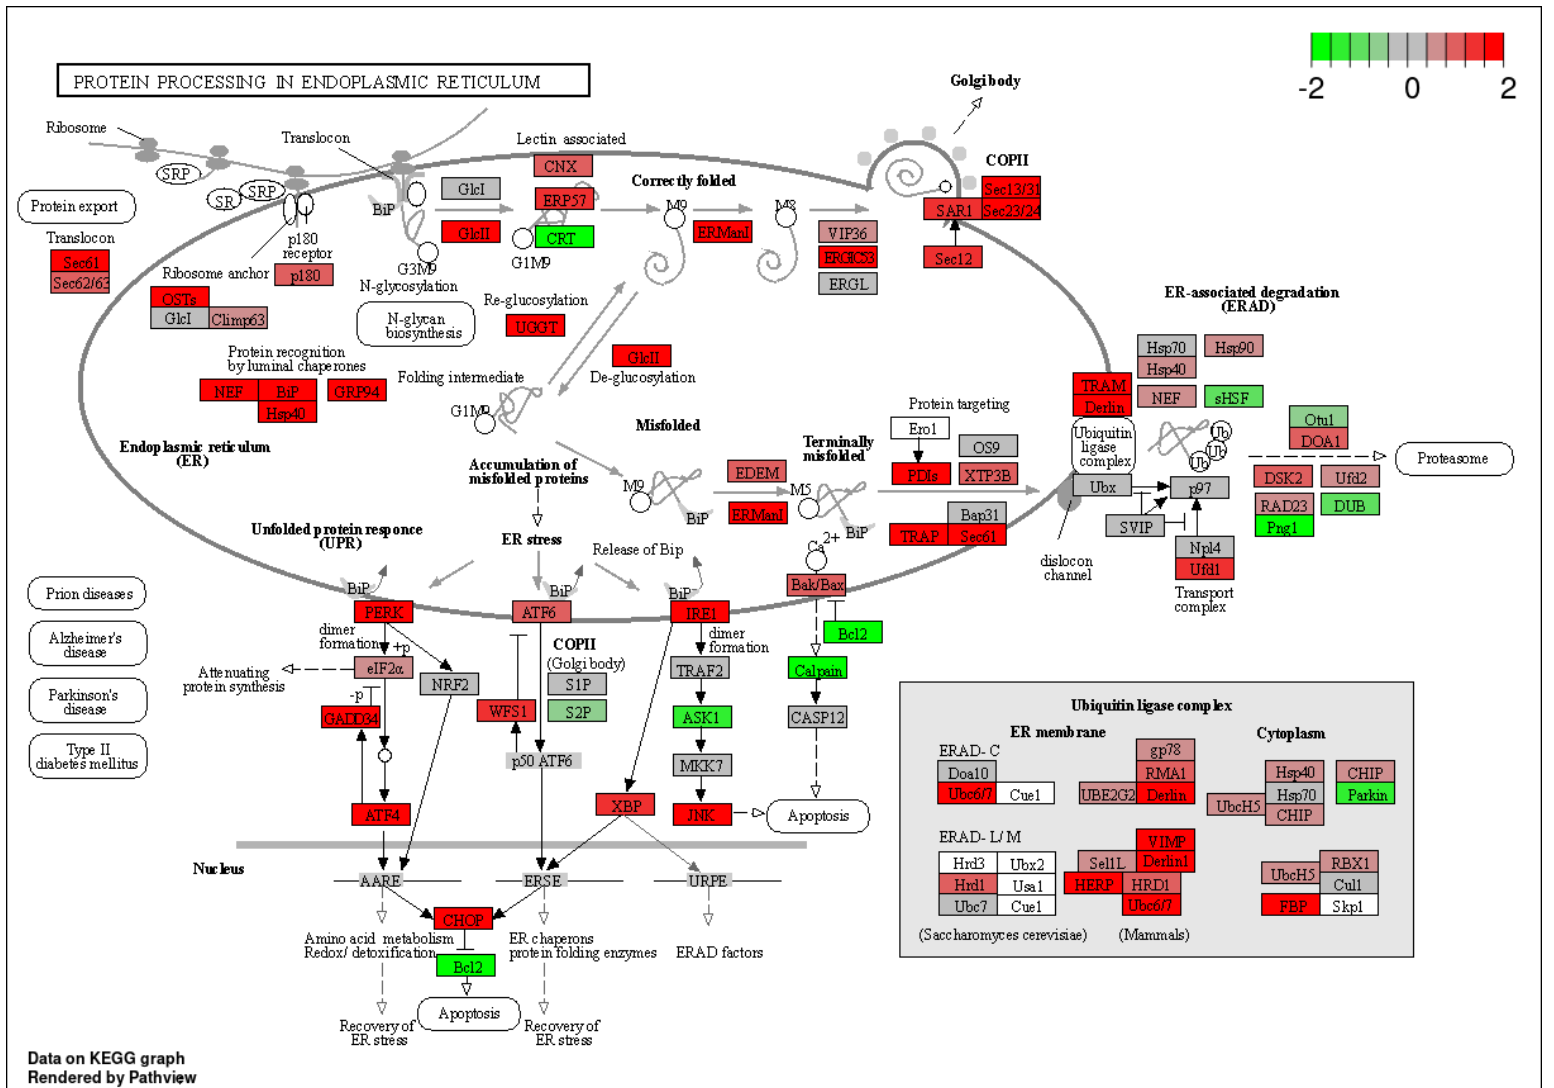 PROTEIN PROCESSING IN ENDOPLASMIC RETICULUM
-2 0 2
Golgi body
Ribosome
Translocon
Lectin associated
CNX
COPII
SRP
SRP
SR
GlcI
Correctly folded
BiP
ERP57
M9
M8
Sec13/31
SAR1
Sec23/24
Protein export
GlcII
CRT
ERManI
VIP36
Translocon
p180
receptor
G1M9
ERGIC53
Sec12
Sec61
Sec62/63
Ribosome anchor
p180
G3M9
N-glycosylation
ERGL
OSTs
GlcI
Climp63
Re-glucosylation
UGGT
N-glycan
biosynthesis
ER-associated degradation
(ERAD)
Hsp70
Hsp90
Hsp40
Protein recognition
by luminal chaperones
GlcII
De-glucosylation
Folding intermediate
NEF
BiP
GRP94
Hsp40
TRAM
Derlin
NEF
sHSF
G1M9
Protein targeting
Misfolded
Ero1
Ubiquitin
ligase
complex
Ub
Ub
Ub
Otu1
DOA1
Endoplasmic reticulum
(ER)
Terminally
misfolded
OS9
Proteasome
Accumulation of
misfolded proteins
EDEM
PDIs
XTP3B
DSK2
Ufd2
M9
M5
Ubx
p97
RAD23
DUB
ERManI
BiP
Bap31
SVIP
Png1
Unfolded protein responce
(UPR)
ER stress
BiP
TRAP
Sec61
Release of Bip
Ca2+
dislocon
channel
Npl4
Ufd1
Transport
complex
Prion diseases
BiP
BiP
BiP
Bak/Bax
PERK
ATF6
IRE1
Alzheimer's
disease
dimer
formation
+p
COPII
(Golgi body)
dimer
formation
Bcl2
Attenuating
protein synthesis
eIF2α
NRF2
S1P
TRAF2
Calpain
Parkinson's
disease
-p
GADD34
WFS1
S2P
ASK1
CASP12
Type II
diabetes mellitus
p50 ATF6
MKK7
ATF4
XBP
JNK
Apoptosis
Nucleus
AARE
ERSE
URPE
CHOP
Amino acid metabolism
Redox/ detoxification
ER chaperons
protein folding enzymes
ERAD factors
Bcl2
Apoptosis
Recovery of
ER stress
Recovery of
ER stress
Ubiquitin ligase complex
ER membrane
Cytoplasm
ERAD- C
Doa10
Ubc6/7
Cue1
gp78
RMA1
UBE2G2
Derlin
Hsp40
Hsp70
UbcH5
CHIP
CHIP
Parkin
ERAD- L/ M
Hrd3
Ubx2
Hrd1
Usa1
Ubc7
Cue1
VIMP
Sel1L
Derlin1
HERP
HRD1
Ubc6/7
RBX1
UbcH5
Cul1
FBP
Skp1
(Saccharomyces cerevisiae)
(Mammals)
Data on KEGG graph
Rendered by Pathview